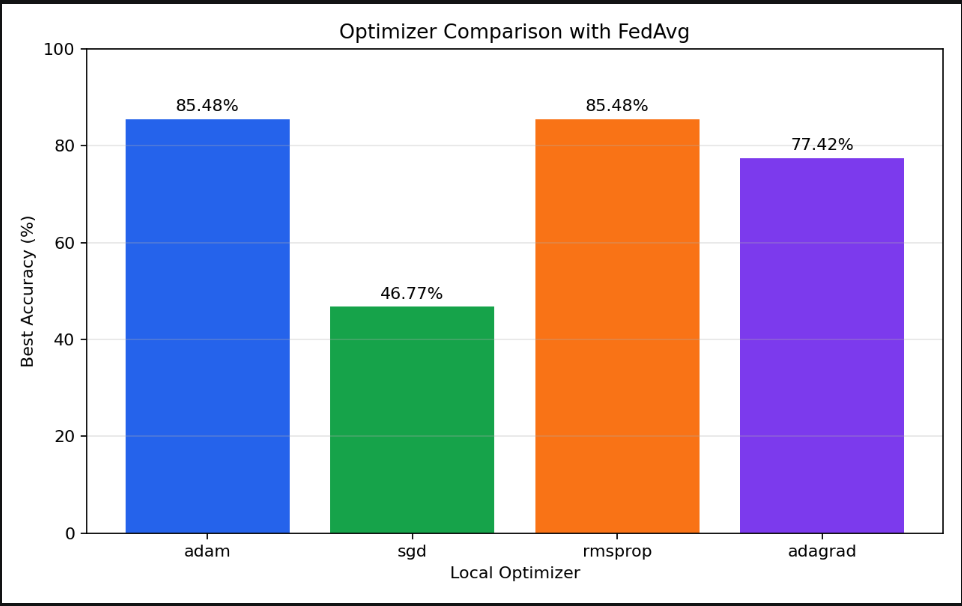 Optimizer Comparison with FedAvg
100
80
60
40
20
0
Best Accuracy (%)
85.48%
46.77%
85.48%
77.42%
adam
sgd
rmsprop
adagrad
Local Optimizer